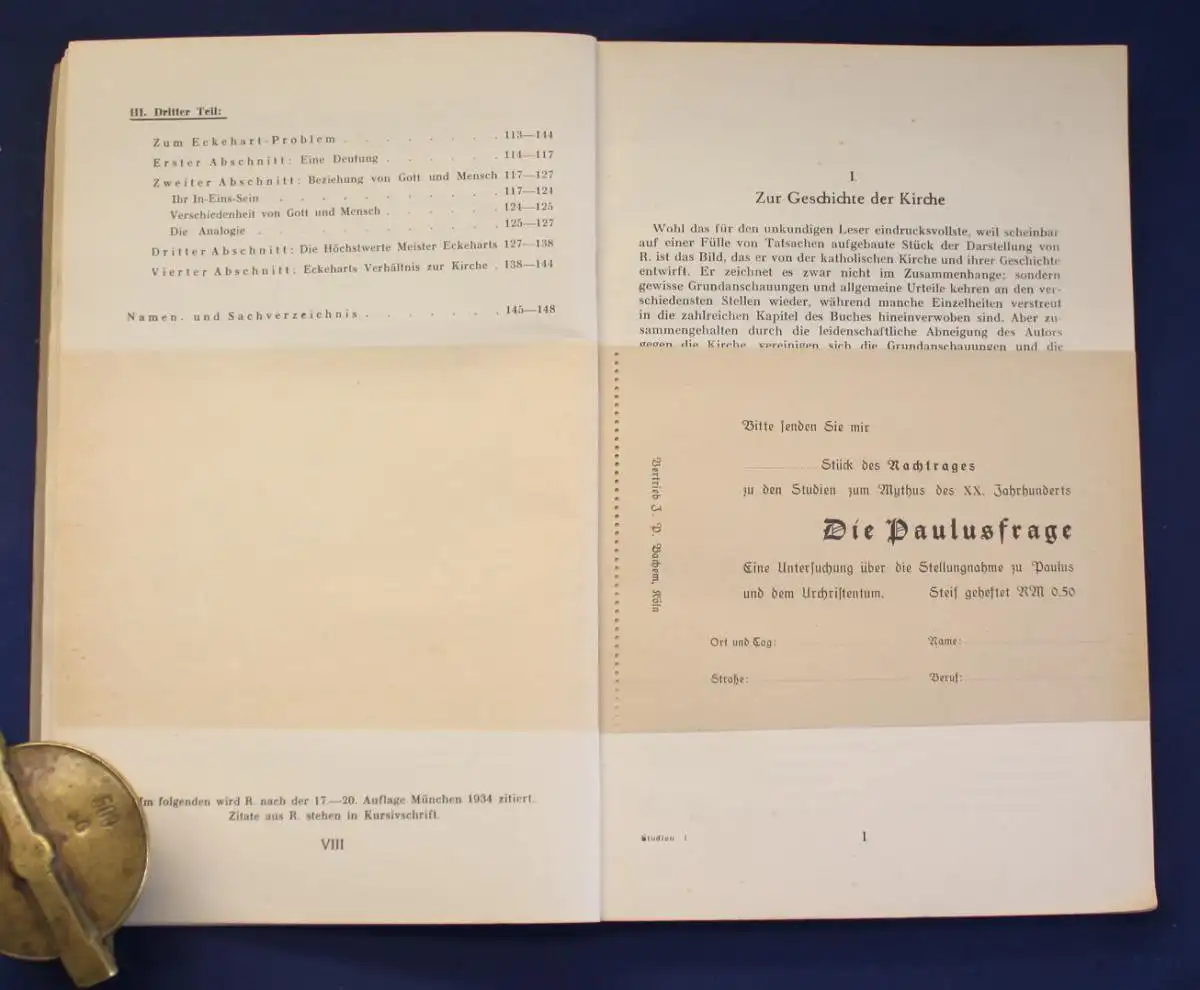 III. Dritter Teil:
Zum Eckehart-Problem . . . . . . . . 113—144
Erster Abschnitt: Eine Deutung . . . . . . 114—117
Zweiter Abschnitt: Beziehung von Gott und Mensch 117—127
Ihr In-Eins-Sein . . . . . . . . . . 117—124
Verschiedenheit von Gott und Mensch . . . . . . 124—125
Die Analogie . . . . . . . . . . . 125—127
Dritter Abschnitt: Die Höchstwerte Meister Eckeharts 127—138
Vierter Abschnitt: Eckeharts Verhältnis zur Kirche . 138—144
Namen- und Sachverzeichnis . . . . . . . 145—148
Im folgenden wird R. nach der 17.—20. Auflage München 1934 zitiert.
Zitate aus R. stehen in Kursivschrift.
VIII
I.
Zur Geschichte der Kirche
Wohl das für den unkundigen Leser eindrucksvollste, weil scheinbar
auf einer Fülle von Tatsachen aufgebaute Stück der Darstellung von
R. ist das Bild, das er von der katholischen Kirche und ihrer Geschichte
entwirft. Er zeichnet es zwar nicht im Zusammenhange; sondern
gewisse Grundanschauungen und allgemeine Urteile kehren an den ver-
schiedensten Stellen wieder, während manche Einzelheiten verstreut
in die zahlreichen Kapitel des Buches hineinverwoben sind. Aber zu-
sammengehalten durch die leidenschaftliche Abneigung des Autors
gegen die Kirche, vereinigen sich die Grundanschauungen und die
Vertrieb J. P. Bachem, Köln
Bitte senden Sie mir
Stück des Nachtrages
zu den Studien zum Mythus des XX. Jahrhunderts
Die Paulusfrage
Eine Untersuchung über die Stellungnahme zu Paulus
und dem Urchristentum. Steif geheftet RM 0.50
Ort und Tag: Name:
Straße: Beruf:
Studien 1
1